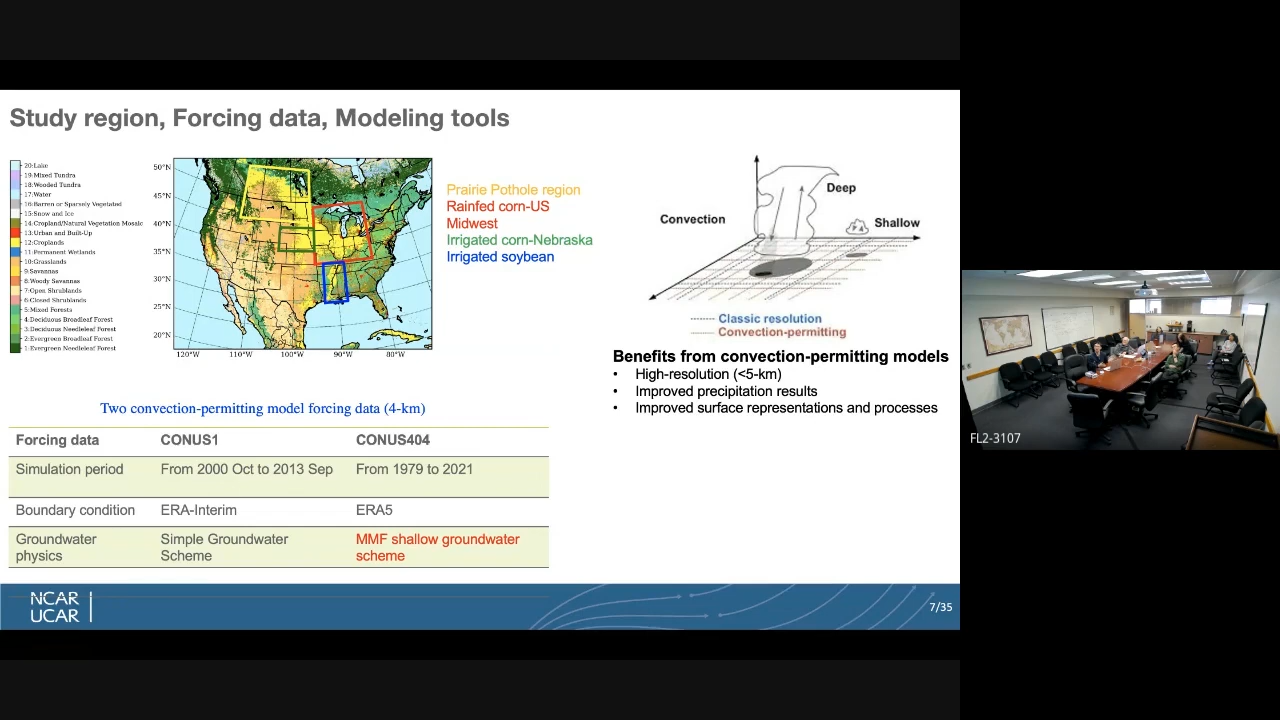 Study region, Forcing data, Modeling tools
20:Lake
19:Mixed Tundra
18:Wooded Tundra
17:Water
16:Barren or Sparsely Vegetated
15:Snow and Ice
14:Cropland/Natural Vegetation Mosaic
13:Urban and Built-Up
12:Croplands
11:Permanent Wetlands
10:Grasslands
9:Savannas
8:Woody Savannas
7:Open Shrublands
6:Closed Shrublands
5:Mixed Forests
4:Deciduous Broadleaf Forest
3:Deciduous Needleleaf Forest
2:Evergreen Broadleaf Forest
1:Evergreen Needleleaf Forest
50°N
45°N
40°N
35°N
30°N
25°N
20°N
120°W 110°W 100°W 90°W 80°W
Prairie Pothole region
Rainfed corn-US
Midwest
Irrigated corn-Nebraska
Irrigated soybean
Deep
Convection
Shallow
Classic resolution
Convection-permitting
Benefits from convection-permitting models
• High-resolution (<5-km)
• Improved precipitation results
• Improved surface representations and processes
Two convection-permitting model forcing data (4-km)
Forcing data CONUS1 CONUS404
Simulation period From 2000 Oct to 2013 Sep From 1979 to 2021
Boundary condition ERA-Interim ERA5
Groundwater Simple Groundwater MMF shallow groundwater
physics Scheme scheme
NCAR
UCAR
7/35
FL2-3107